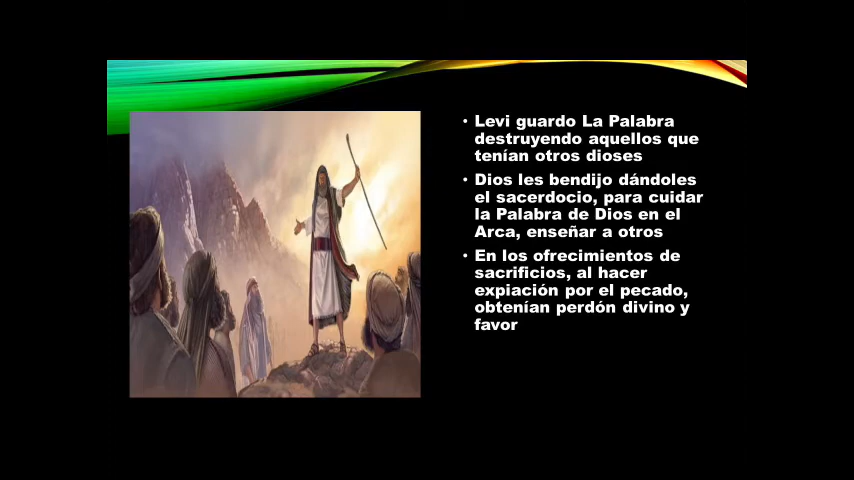 • Levi guardo La Palabra
destruyendo aquellos que
tenían otros dioses
• Dios les bendijo dándoles
el sacerdocio, para cuidar
la Palabra de Dios en el
Arca, enseñar a otros
• En los ofrecimientos de
sacrificios, al hacer
expiación por el pecado,
obtenían perdón divino y
favor